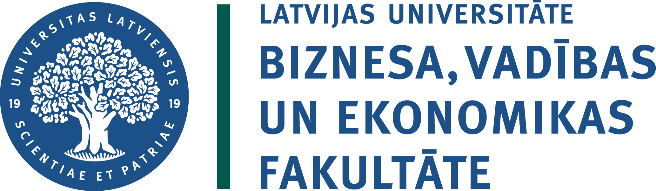 UNIVERSITAS LATVIENSIS
19 19
SCIENTIAE ET PATRIAE
LATVIJAS UNIVERSITĀTE
BIZNESA, VADĪBAS
UN EKONOMIKAS
FAKULTĀTE